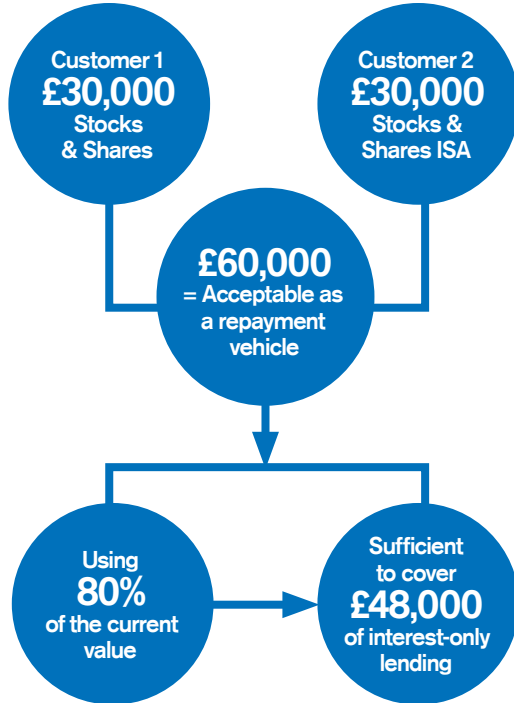 Customer 1
£30,000
Stocks
& Shares
Customer 2
£30,000
Stocks &
Shares ISA
£60,000
= Acceptable as
a repayment
vehicle
Using
80%
of the current
value
Sufficient
to cover
£48,000
of interest-only
lending